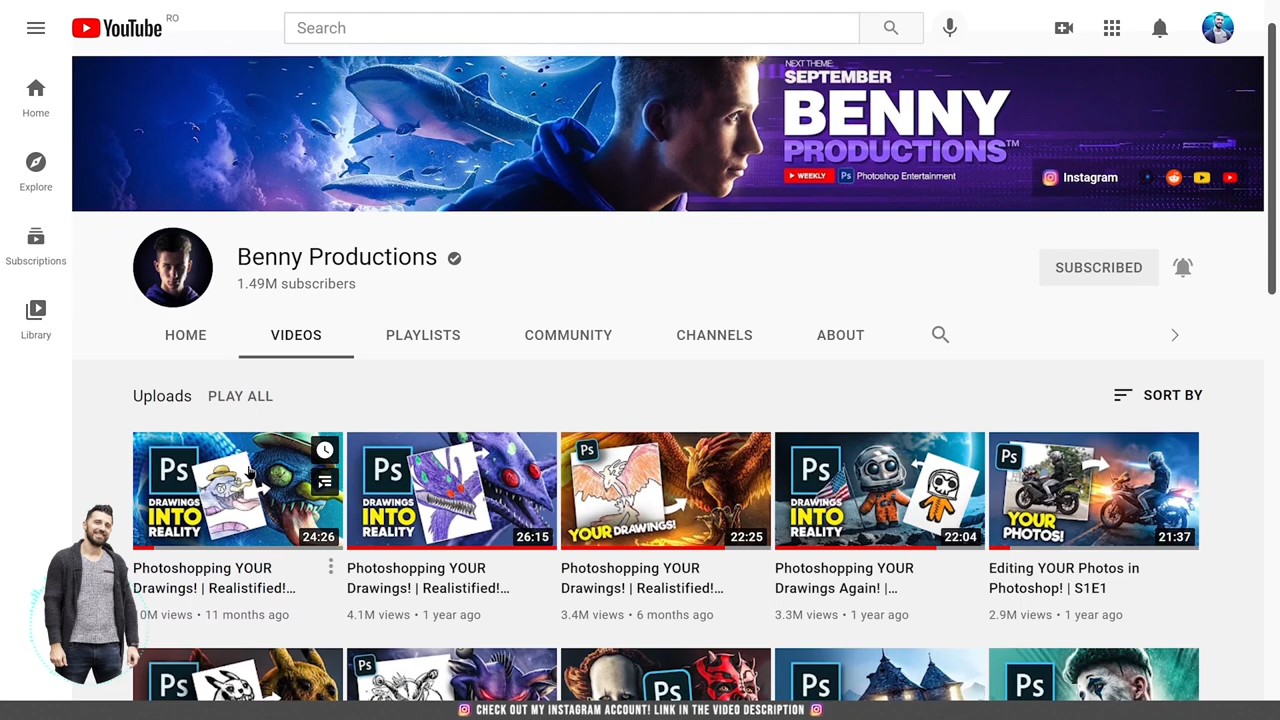 YouTube RO
Search
Home
Explore
Subscriptions
Library
NEXT THEME:
SEPTEMBER
BENNY
PRODUCTIONS™
WEEKLY Ps Photoshop Entertainment
Instagram
Benny Productions
1.49M subscribers
SUBSCRIBED
HOME VIDEOS PLAYLISTS COMMUNITY CHANNELS ABOUT
Uploads PLAY ALL
SORT BY
Ps
DRAWINGS
INTO
REALITY
24:26
Ps
DRAWINGS
INTO
REALITY
26:15
Ps
YOUR DRAWINGS!
22:25
Ps
DRAWINGS
INTO
REALITY
22:04
Ps
YOUR
PHOTOS!
21:37
Photoshopping YOUR
Drawings! | Realistified!...
0M views • 11 months ago
Photoshopping YOUR
Drawings! | Realistified!...
4.1M views • 1 year ago
Photoshopping YOUR
Drawings! | Realistified!...
3.4M views • 6 months ago
Photoshopping YOUR
Drawings Again! |...
3.3M views • 1 year ago
Editing YOUR Photos in
Photoshop! | S1E1
2.9M views • 1 year ago
Ps
Ps
Ps
Ps
Ps
CHECK OUT MY INSTAGRAM ACCOUNT! LINK IN THE VIDEO DESCRIPTION